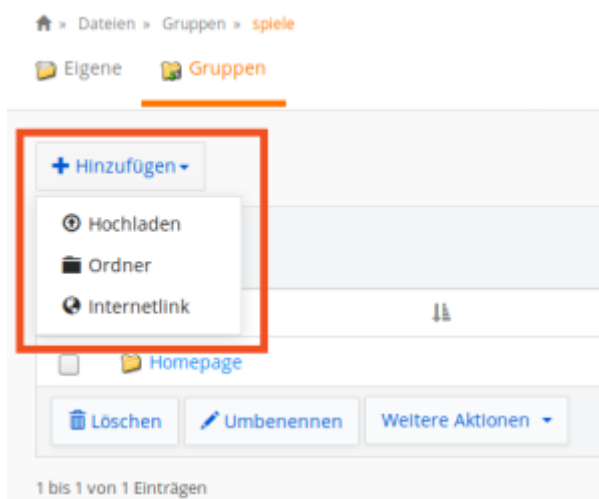 » Dateien » Gruppen » spiele
Eigene Gruppen
Hinzufügen
Hochladen
Ordner
Internetlink
Homepage
Löschen Umbenennen Weitere Aktionen
1 bis 1 von 1 Einträgen